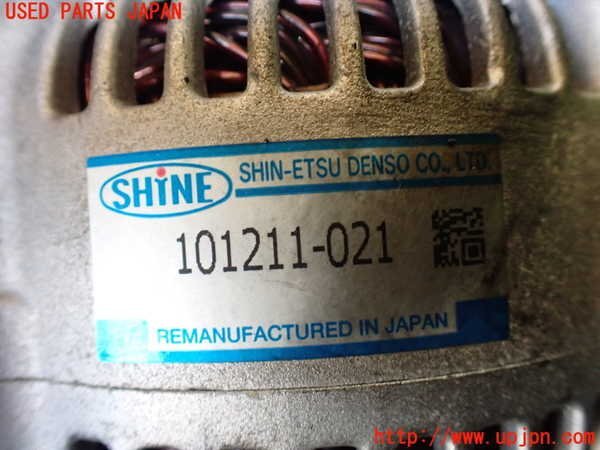 USED PARTS JAPAN
SHiNE
SHIN-ETSU DENSO CO., LTD.
101211-021
REMANUFACTURED IN JAPAN
http://www.upjpn.com